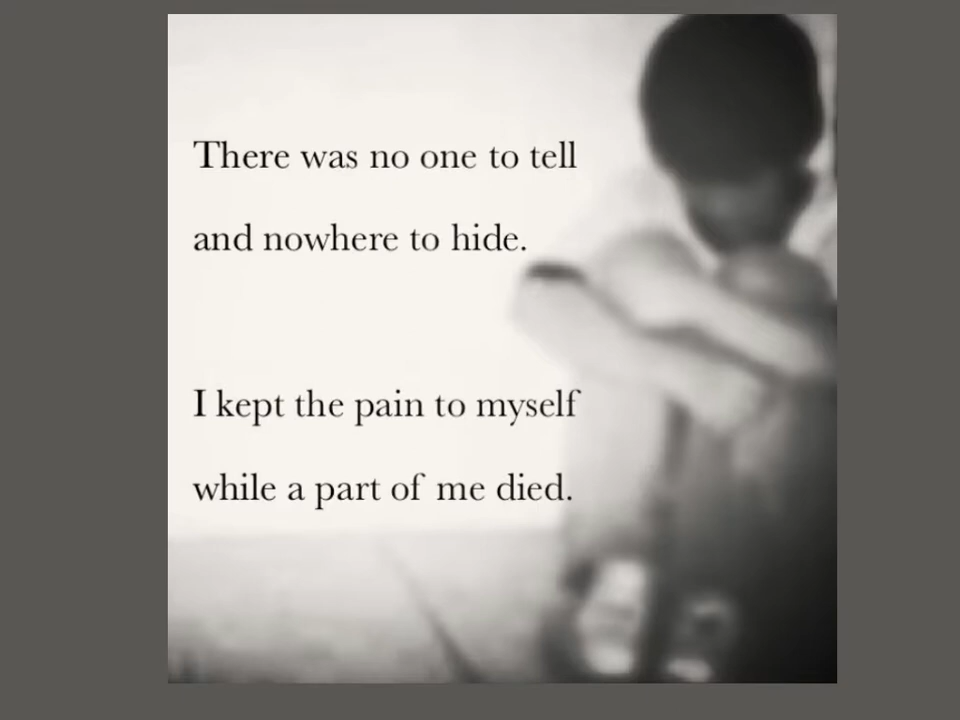 There was no one to tell
and nowhere to hide.
I kept the pain to myself
while a part of me died.